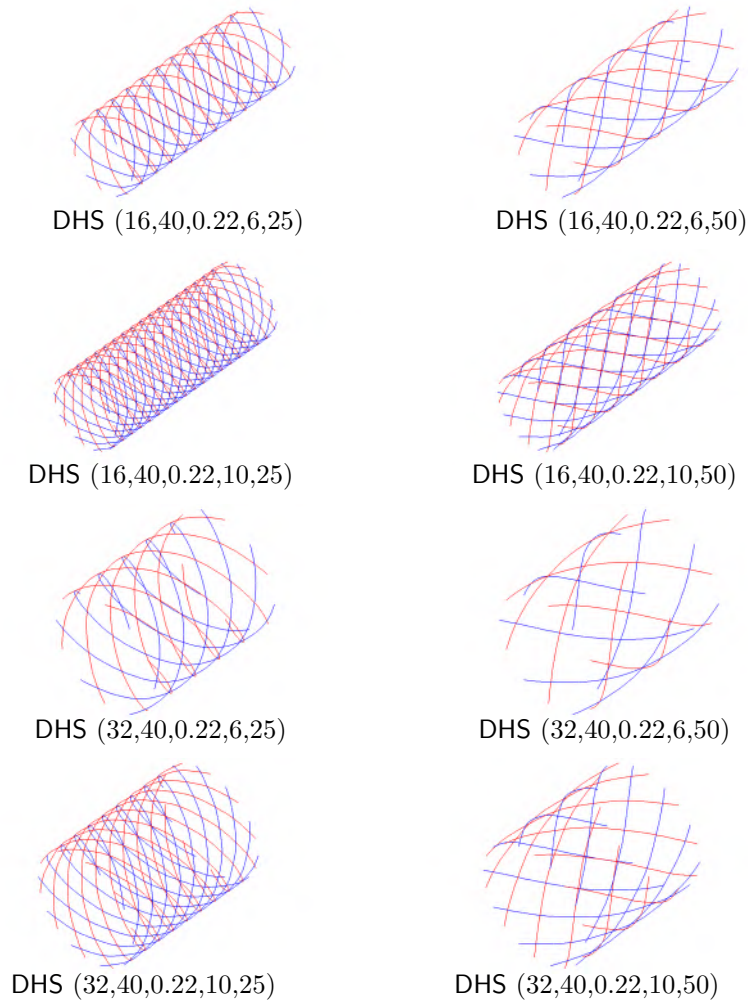 DHS (16,40,0.22,6,25)
DHS (16,40,0.22,6,50)
DHS (16,40,0.22,10,25)
DHS (16,40,0.22,10,50)
DHS (32,40,0.22,6,25)
DHS (32,40,0.22,6,50)
DHS (32,40,0.22,10,25)
DHS (32,40,0.22,10,50)